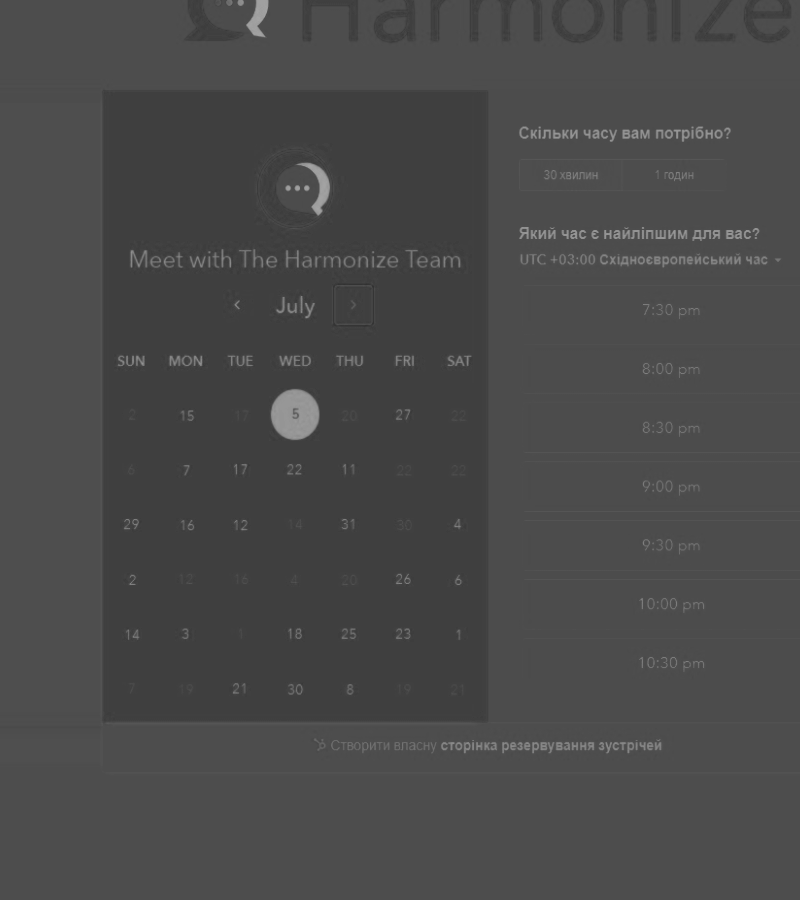 Harmonize
Meet with The Harmonize Team
July
SUN MON TUE WED THU FRI SAT
2 15 17 5 20 27 22
6 7 17 22 11 22 22
29 16 12 14 31 30 4
2 12 16 4 20 26 6
14 3 1 18 25 23 1
7 19 21 30 8 19 21
Скільки часу вам потрібно?
30 хвилин 1 годин
Який час є найліпшим для вас?
UTC +03:00 Східноєвропейський час
7:30 pm
8:00 pm
8:30 pm
9:00 pm
9:30 pm
10:00 pm
10:30 pm
Створити власну сторінка резервування зустрічей